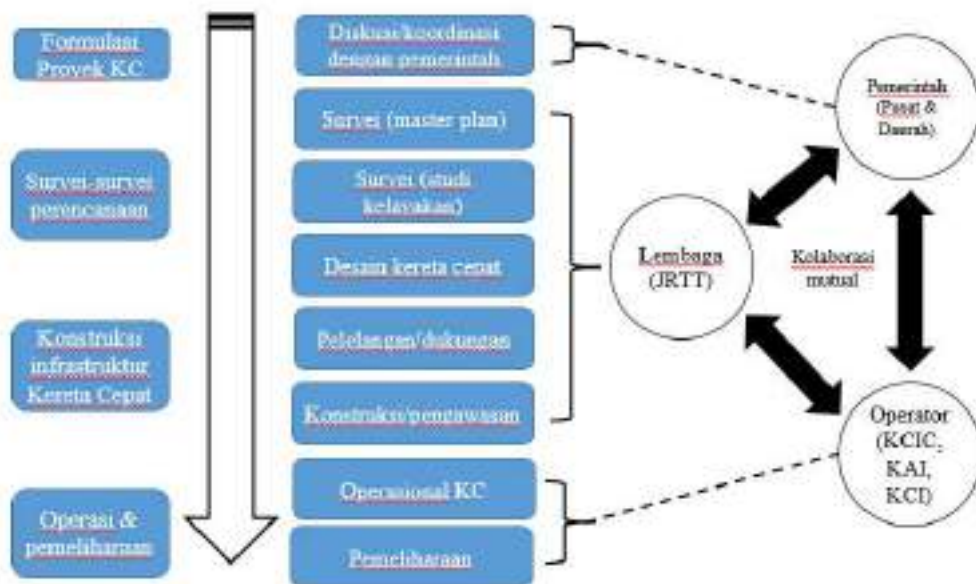 Formulasi
Proyek KC
Survei-survei
perencanaan
Konstruksi
infrastruktur
Kereta Cepat
Operasi &
pemeliharaan
Diskusi/koordinasi
dengan pemerintah
Survei (master plan)
Survei (studi
kelayakan)
Desain kereta cepat
Pelelangan/dukungan
Konstruksi/pengawasan
Operasional KC
Pemeliharaan
Lembaga
(JRTT)
Pemerintah
(Pusat &
Daerah)
Kolaborasi
mutual
Operator
(KCIC,
KAI,
KCI)